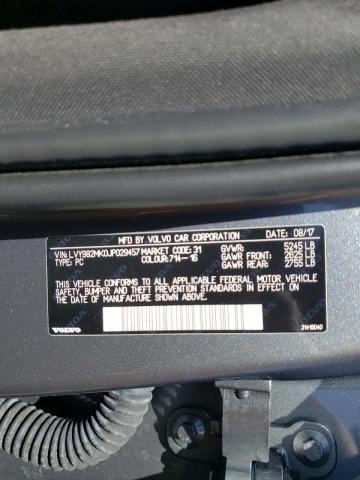 MFD BY VOLVO CAR CORPORATION DATE 08/17
VIN: LVY982MK0JP029457 MARKET CODE: 31 GVWR: 5245 LB
TYPE: PC COLOUR: 714-16 GAWR FRONT: 2625 LB
GAWR REAR: 2755 LB
THIS VEHICLE CONFORMS TO ALL APPLICABLE FEDERAL MOTOR VEHICLE
SAFETY, BUMPER AND THEFT PREVENTION STANDARDS IN EFFECT ON THE
DATE OF MANUFACTURE SHOWN ABOVE.
VOLVO
31416040